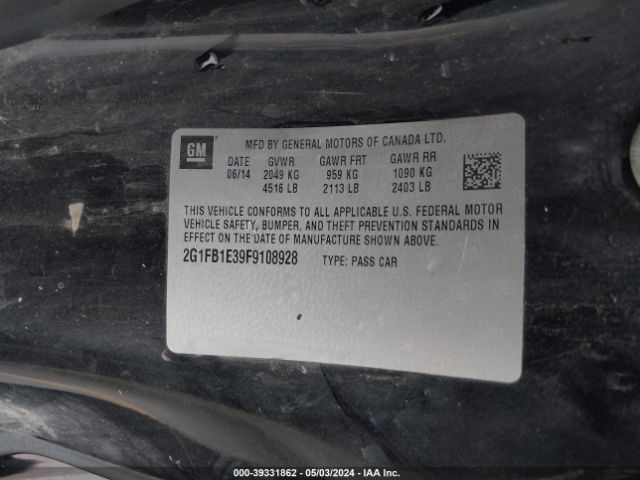 GM
MFD BY GENERAL MOTORS OF CANADA LTD.
DATE GVWR GAWR FRT GAWR RR
06/14 2049 KG 959 KG 1090 KG
4516 LB 2113 LB 2403 LB
THIS VEHICLE CONFORMS TO ALL APPLICABLE U.S. FEDERAL MOTOR
VEHICLE SAFETY, BUMPER, AND THEFT PREVENTION STANDARDS IN
EFFECT ON THE DATE OF MANUFACTURE SHOWN ABOVE.
2G1FB1E39F9108928 TYPE: PASS CAR
000-39331862 - 05/03/2024 - IAA Inc.